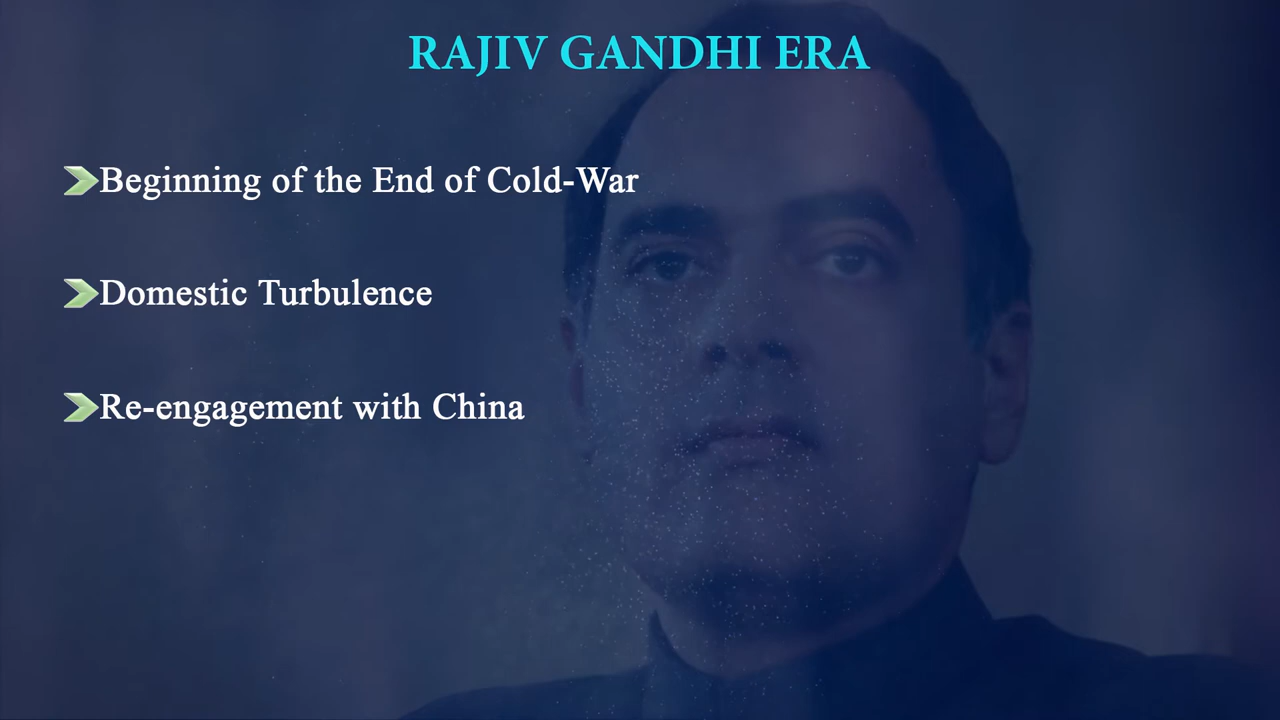 RAJIV GANDHI ERA
Beginning of the End of Cold-War
Domestic Turbulence
Re-engagement with China